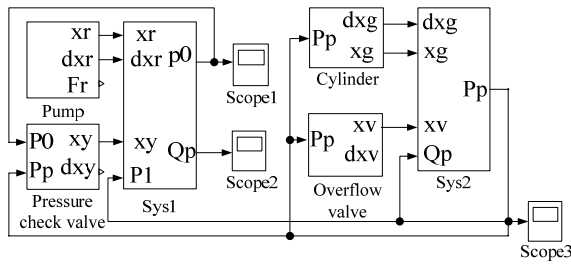 xr
dxr
Fr
Pump
P0
Pp
xy
dxy
Pressure
check valve
xr
dxr
p0
xy
Qp
P1
Sys1
Scope1
Scope2
Pp
dxg
xg
Cylinder
Pp
xv
dxv
Overflow
valve
dxg
xg
Pp
xv
Qp
Sys2
Scope3